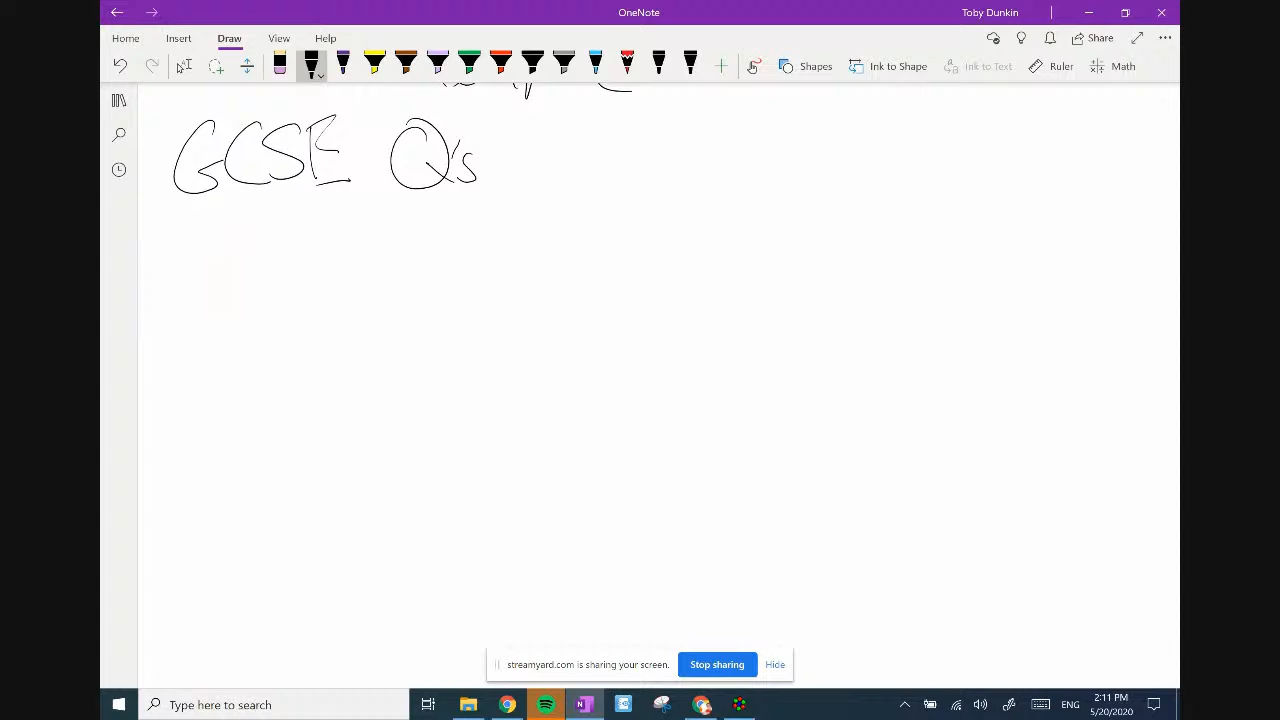 OneNote
Toby Dunkin
Home Insert Draw View Help
Share
Shapes Ink to Shape Ink to Text Ruler Math
GCSE Q's
streamyard.com is sharing your screen. Stop sharing Hide
Type here to search
ENG
2:11 PM
5/20/2020